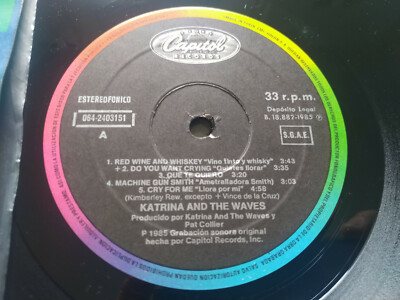 Capitol
RECORDS
ESTEREOFONICO
33 r.p.m.
064-2403151
Depósito Legal
B.18.887-1985 Ⓟ
A
S.G.A.E.
1. RED WINE AND WHISKEY "Vino tinto y whisky" 3:43
+2. DO YOU WANT CRYING "Quieres llorar" 3:35
3. QUE TE QUIERO 3:20
4. MACHINE GUN SMITH "Ametralladora Smith) 3:20
5. CRY FOR ME "Llora por mi" 4:58
(Kimberley Raw, excepto + Vince de la Cruz)
KATRINA AND THE WAVES
Producido por Katrina And The Waves y
Pat Collier
P 1985 Grabación sonora original
hecha por Capitol Records, Inc.